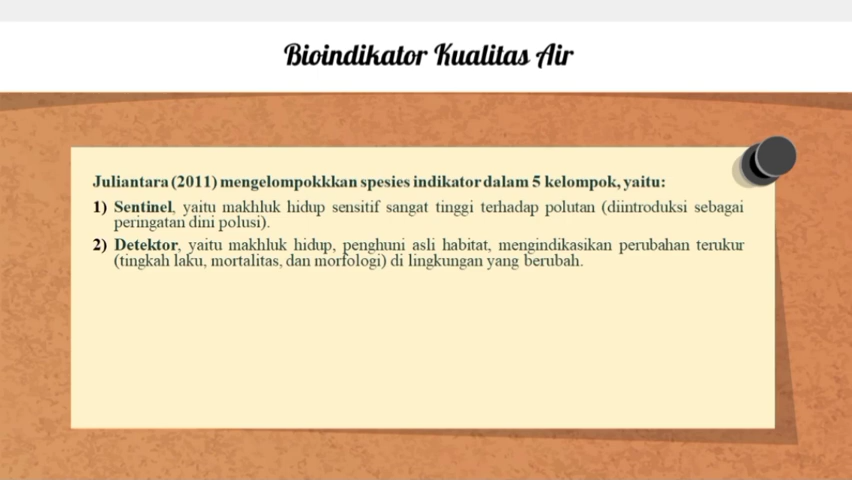 Bioindikator Kualitas Air
Juliantara (2011) mengelompokkkan spesies indikator dalam 5 kelompok, yaitu:
1) Sentinel, yaitu makhluk hidup sensitif sangat tinggi terhadap polutan (diintroduksi sebagai
peringatan dini polusi).
2) Detektor, yaitu makhluk hidup, penghuni asli habitat, mengindikasikan perubahan terukur
(tingkah laku, mortalitas, dan morfologi) di lingkungan yang berubah.